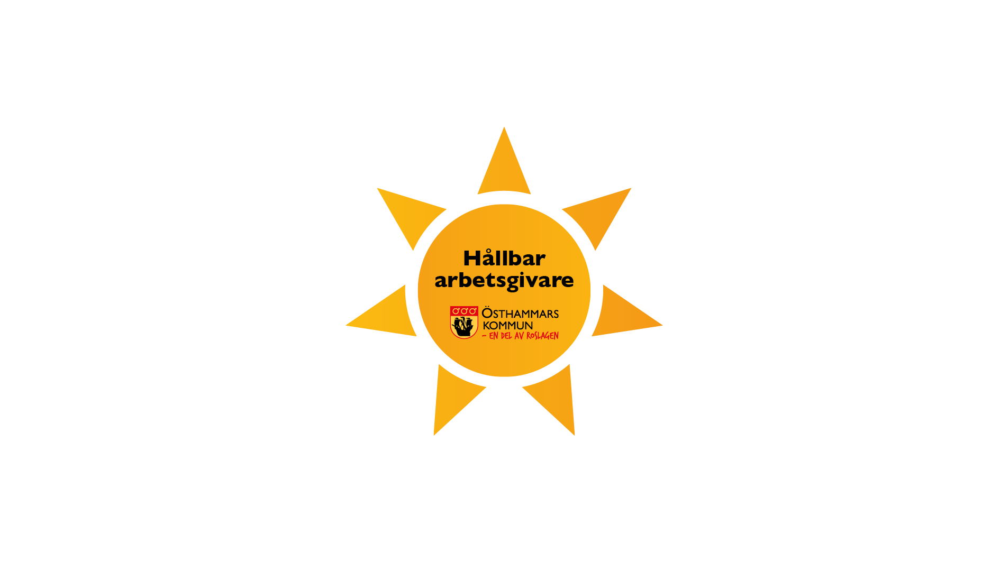 Hållbar
arbetsgivare
ÖSTHAMMARS
KOMMUN
– EN DEL AV ROSLAGEN